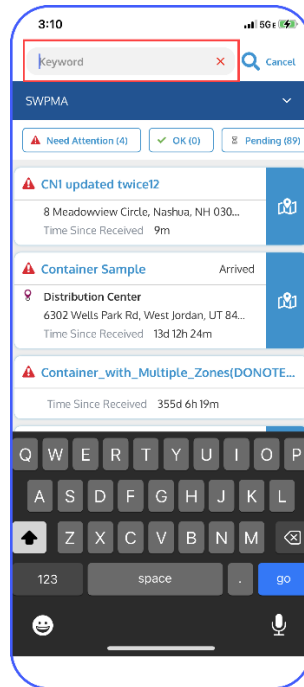 3:10 5G E
Keyword Cancel
SWPMA
Need Attention (4) OK (0) Pending (89)
CN1 updated twice12
8 Meadowview Circle, Nashua, NH 030...
Time Since Received 9m
Container Sample Arrived
Distribution Center
6302 Wells Park Rd, West Jordan, UT 84...
Time Since Received 13d 12h 24m
Container_with_Multiple_Zones(DONOTE...
Time Since Received 355d 6h 19m
Q W E R T Y U I O P
A S D F G H J K L
Z X C V B N M
123 space . go